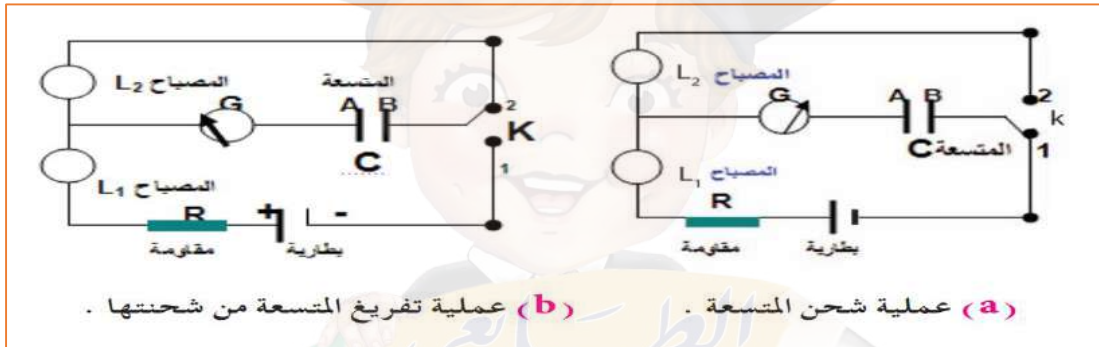 L₂ المصباح
G
المتسعة
A B
2
K
C
1
L₁ المصباح
R
+
-
مقاومة
بطارية
L₂ المصباح
G
A B
2
k
1
C المتسعة
L₁ المصباح
R
مقاومة
بطارية
(a) عملية شحن المتسعة .
(b) عملية تفريغ المتسعة من شحنتها .